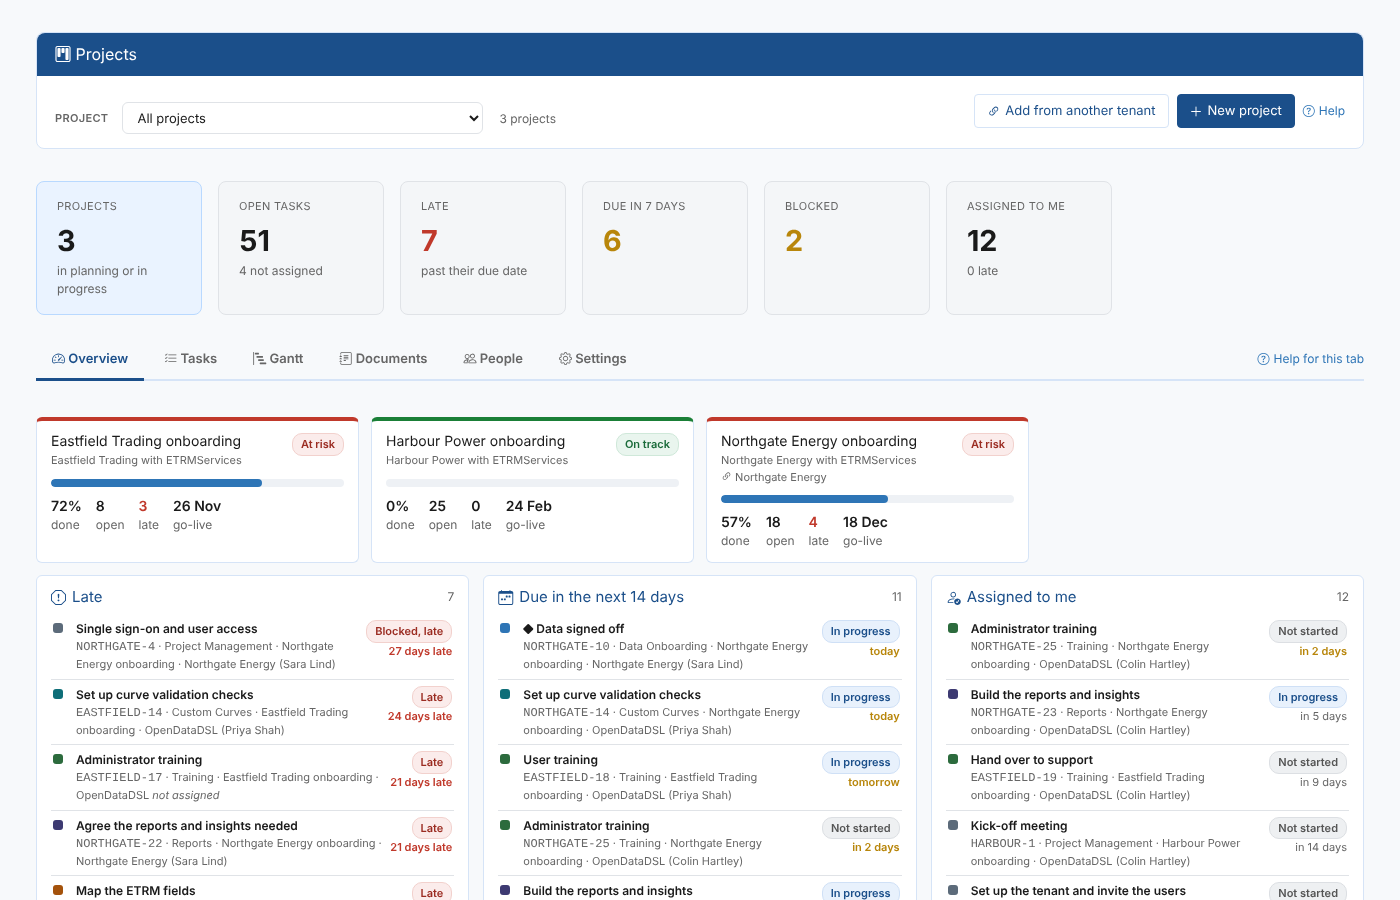 Projects
PROJECT
All projects
3 projects
Add from another tenant
+ New project
Help
PROJECTS
3
in planning or in
progress
OPEN TASKS
51
4 not assigned
LATE
7
past their due date
DUE IN 7 DAYS
6
BLOCKED
2
ASSIGNED TO ME
12
0 late
Overview
Tasks
Gantt
Documents
People
Settings
Help for this tab
Eastfield Trading onboarding
At risk
Eastfield Trading with ETRMServices
72% 8 3 26 Nov
done open late go-live
Harbour Power onboarding
On track
Harbour Power with ETRMServices
0% 25 0 24 Feb
done open late go-live
Northgate Energy onboarding
At risk
Northgate Energy with ETRMServices
Northgate Energy
57% 18 4 18 Dec
done open late go-live
Late 7
Single sign-on and user access
Blocked, late
NORTHGATE-4 · Project Management · Northgate
27 days late
Energy onboarding · Northgate Energy (Sara Lind)
Set up curve validation checks
Late
EASTFIELD-14 · Custom Curves · Eastfield Trading
24 days late
onboarding · OpenDataDSL (Priya Shah)
Administrator training
Late
EASTFIELD-17 · Training · Eastfield Trading onboarding ·
21 days late
OpenDataDSL not assigned
Agree the reports and insights needed
Late
NORTHGATE-22 · Reports · Northgate Energy onboarding ·
21 days late
Northgate Energy (Sara Lind)
Map the ETRM fields
Late
Due in the next 14 days 11
◆ Data signed off
In progress
NORTHGATE-10 · Data Onboarding · Northgate Energy
today
onboarding · Northgate Energy (Sara Lind)
Set up curve validation checks
In progress
NORTHGATE-14 · Custom Curves · Northgate Energy
today
onboarding · OpenDataDSL (Priya Shah)
User training
In progress
EASTFIELD-18 · Training · Eastfield Trading
tomorrow
onboarding · OpenDataDSL (Priya Shah)
Administrator training
Not started
NORTHGATE-25 · Training · Northgate Energy
in 2 days
onboarding · OpenDataDSL (Colin Hartley)
Build the reports and insights
In progress
Assigned to me 12
Administrator training
Not started
NORTHGATE-25 · Training · Northgate Energy
in 2 days
onboarding · OpenDataDSL (Colin Hartley)
Build the reports and insights
In progress
NORTHGATE-23 · Reports · Northgate Energy
in 5 days
onboarding · OpenDataDSL (Colin Hartley)
Hand over to support
Not started
EASTFIELD-19 · Training · Eastfield Trading
in 9 days
onboarding · OpenDataDSL (Colin Hartley)
Kick-off meeting
Not started
HARBOUR-1 · Project Management · Harbour Power
in 14 days
onboarding · OpenDataDSL (Colin Hartley)
Set up the tenant and invite the users
Not started